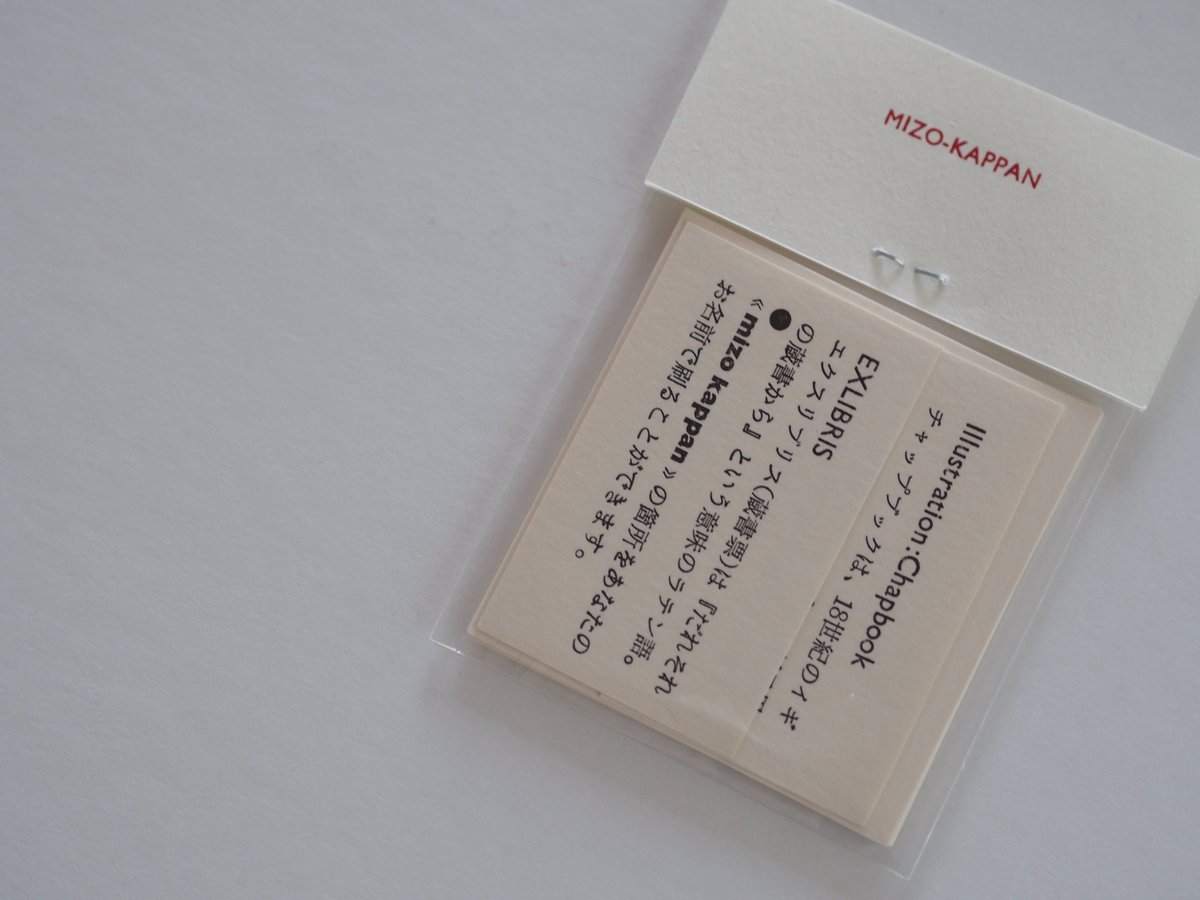 MIZO-KAPPAN
Illustration:Chapbook
チャップブックは、18世紀のイギ
EXLIBRIS
エクスリブリス(蔵書票)は『だれそれ
の蔵書から』という意味のラテン語。
●
« mizo kappan » の箇所をあなたの
お名前で刷ることができます。